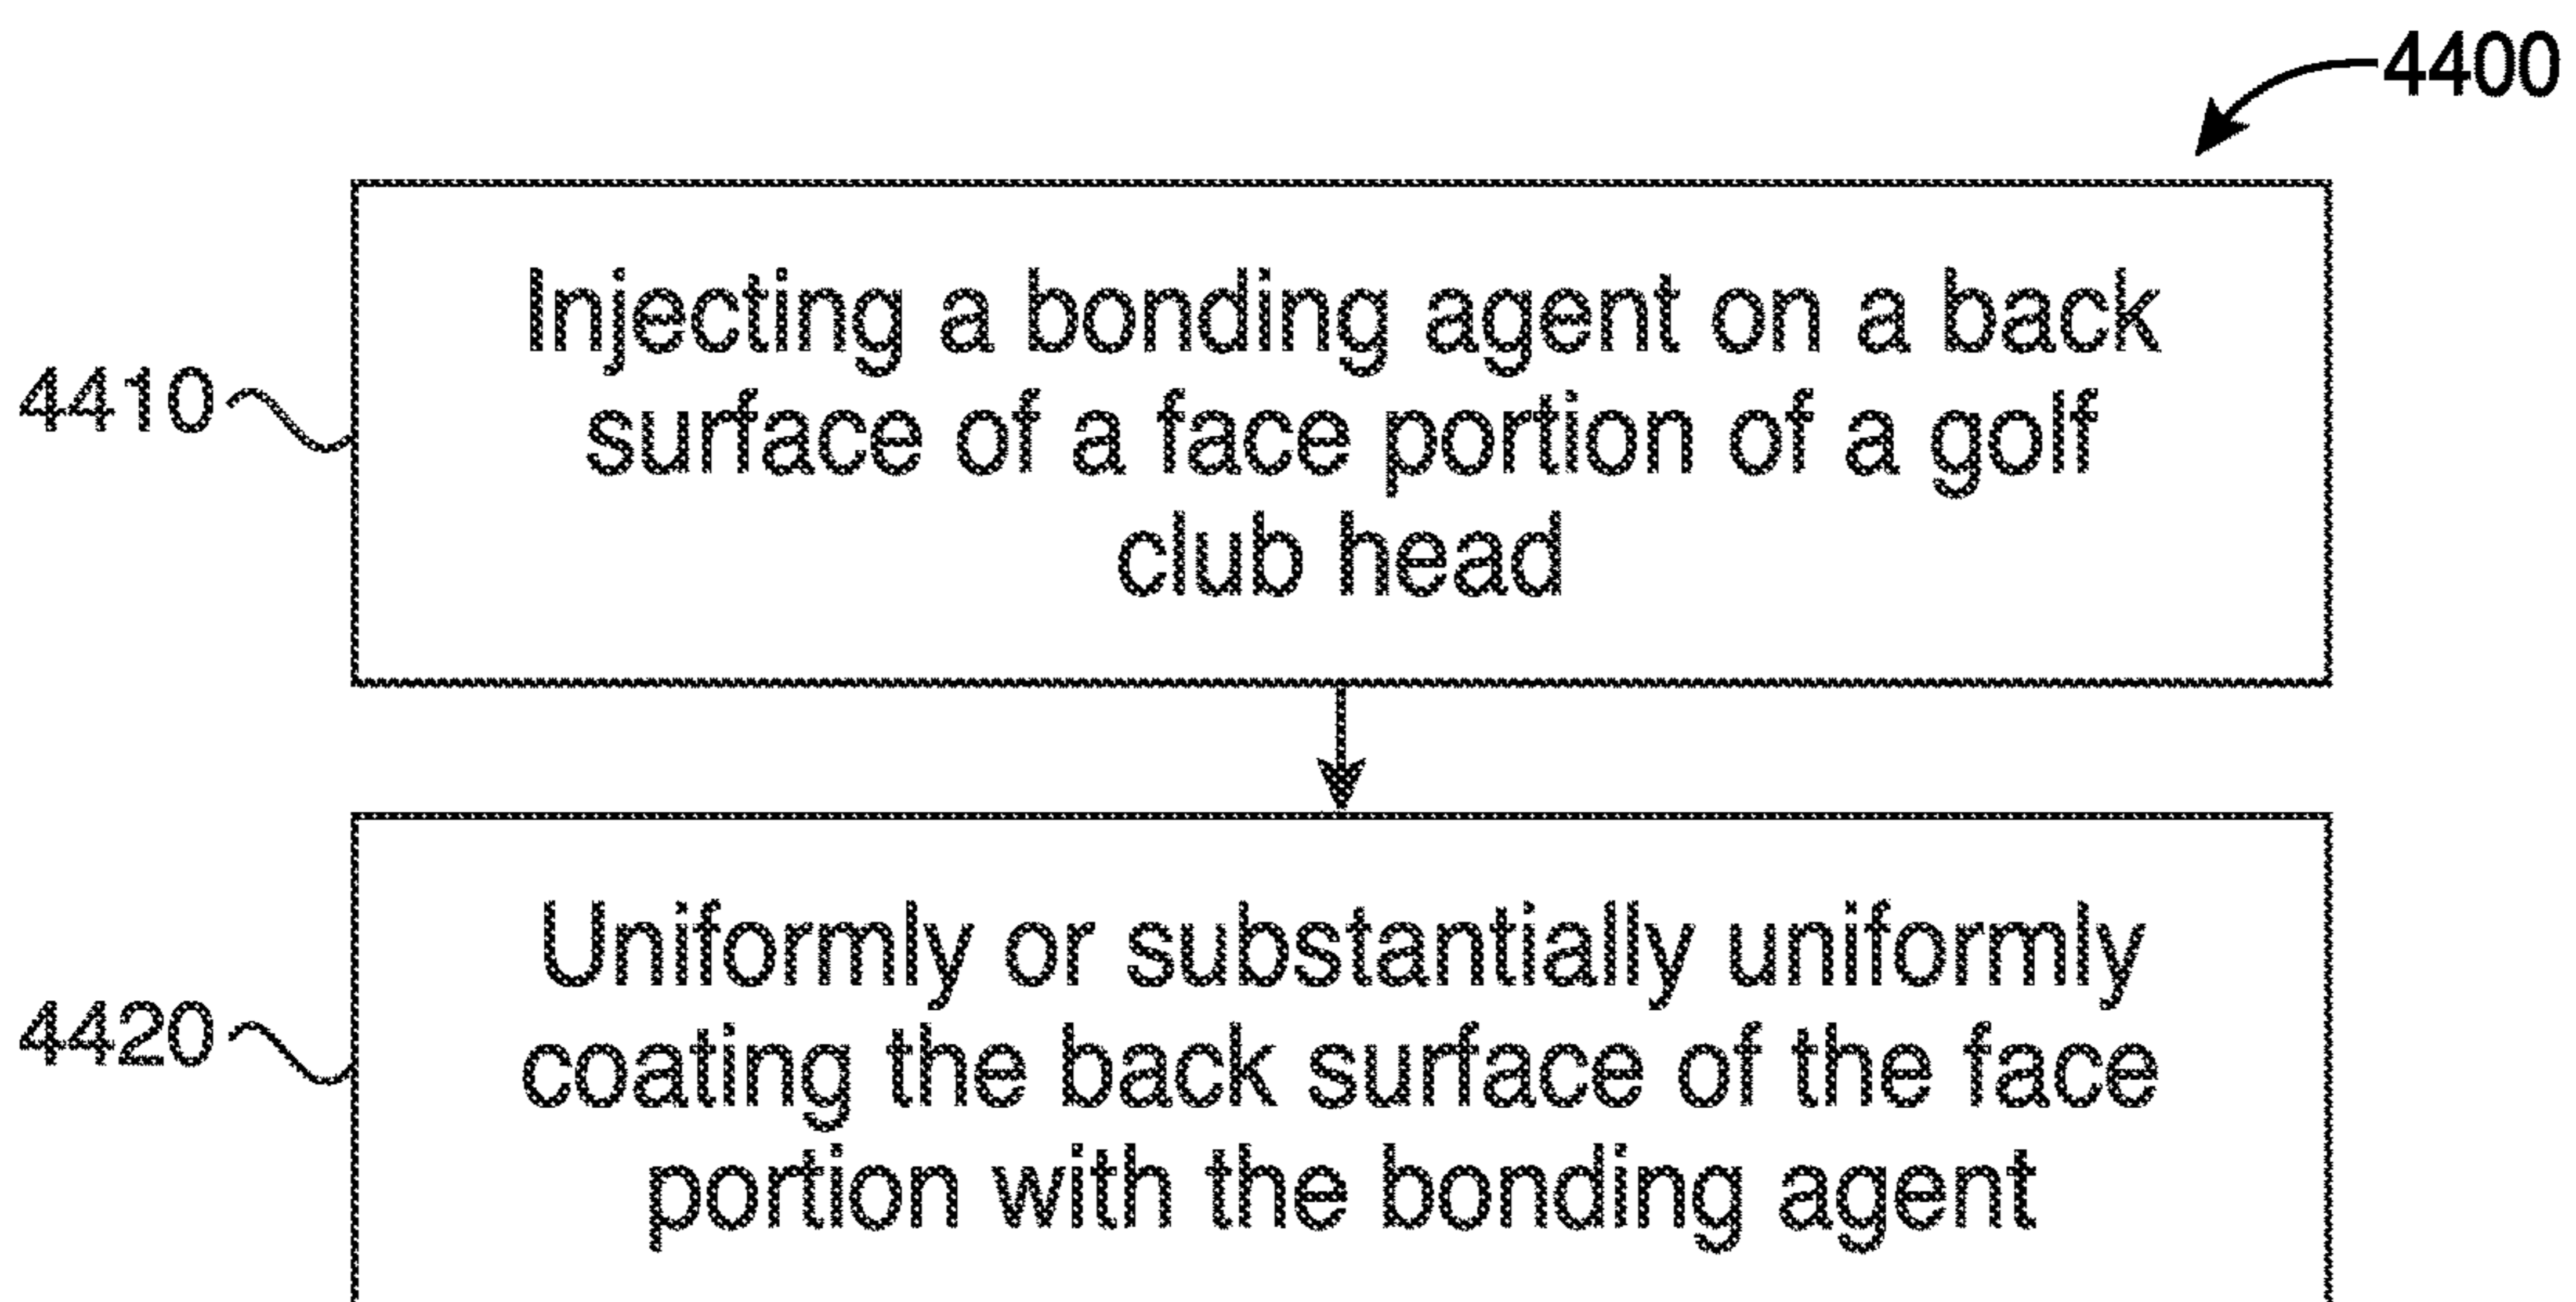 4400
Injecting a bonding agent on a back
surface of a face portion of a golf
club head
4410
Uniformly or substantially uniformly
coating the back surface of the face
portion with the bonding agent
4420